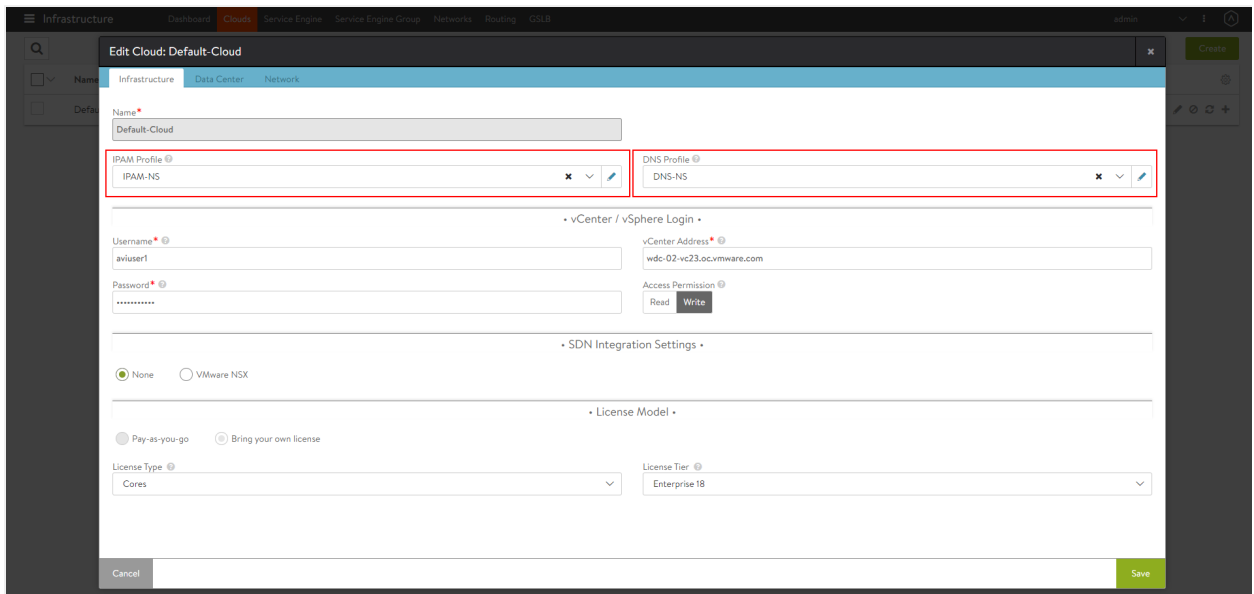 Infrastructure Dashboard Clouds Service Engine Service Engine Group Networks Routing GSLB admin
Create
Edit Cloud: Default-Cloud
Name
Infrastructure Data Center Network
Defau
Name*
Default-Cloud
IPAM Profile DNS Profile
IPAM-NS DNS-NS
• vCenter / vSphere Login •
Username* vCenter Address*
aviuser1 wdc-02-vc23.oc.vmware.com
Password* Access Permission
••••••••••• Read Write
• SDN Integration Settings •
None VMware NSX
• License Model •
Pay-as-you-go Bring your own license
License Type License Tier
Cores Enterprise 18
Cancel Save